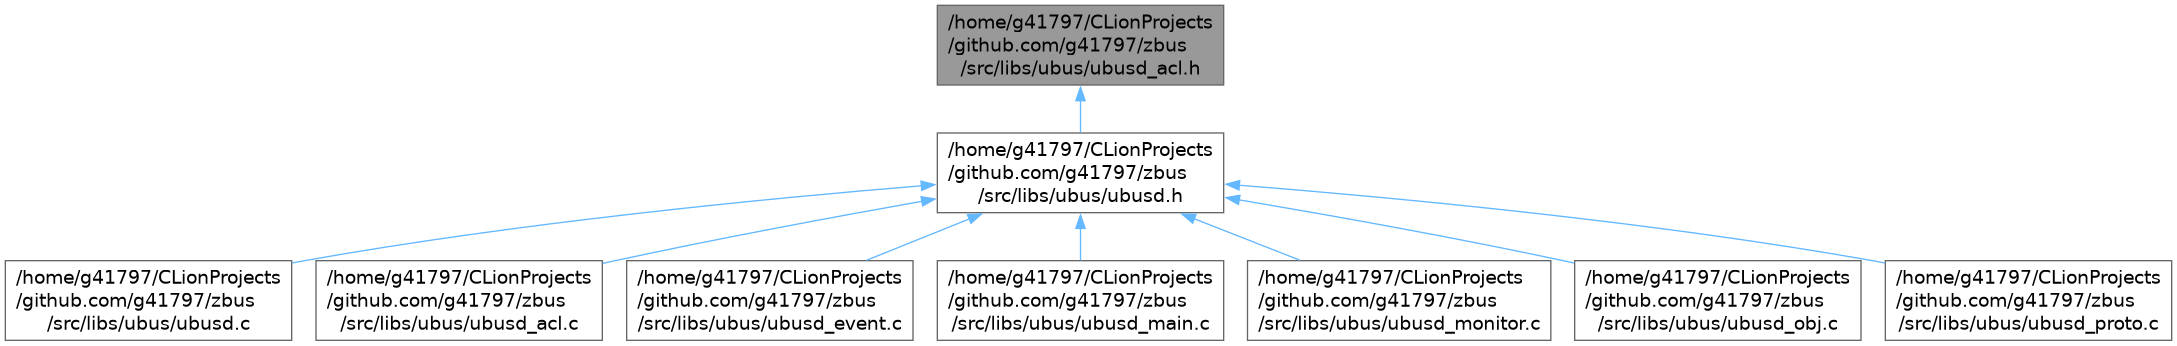 /home/g41797/CLionProjects
/github.com/g41797/zbus
/src/libs/ubus/ubusd_acl.h
/home/g41797/CLionProjects
/github.com/g41797/zbus
/src/libs/ubus/ubusd.h
/home/g41797/CLionProjects
/github.com/g41797/zbus
/src/libs/ubus/ubusd.c
/home/g41797/CLionProjects
/github.com/g41797/zbus
/src/libs/ubus/ubusd_acl.c
/home/g41797/CLionProjects
/github.com/g41797/zbus
/src/libs/ubus/ubusd_event.c
/home/g41797/CLionProjects
/github.com/g41797/zbus
/src/libs/ubus/ubusd_main.c
/home/g41797/CLionProjects
/github.com/g41797/zbus
/src/libs/ubus/ubusd_monitor.c
/home/g41797/CLionProjects
/github.com/g41797/zbus
/src/libs/ubus/ubusd_obj.c
/home/g41797/CLionProjects
/github.com/g41797/zbus
/src/libs/ubus/ubusd_proto.c